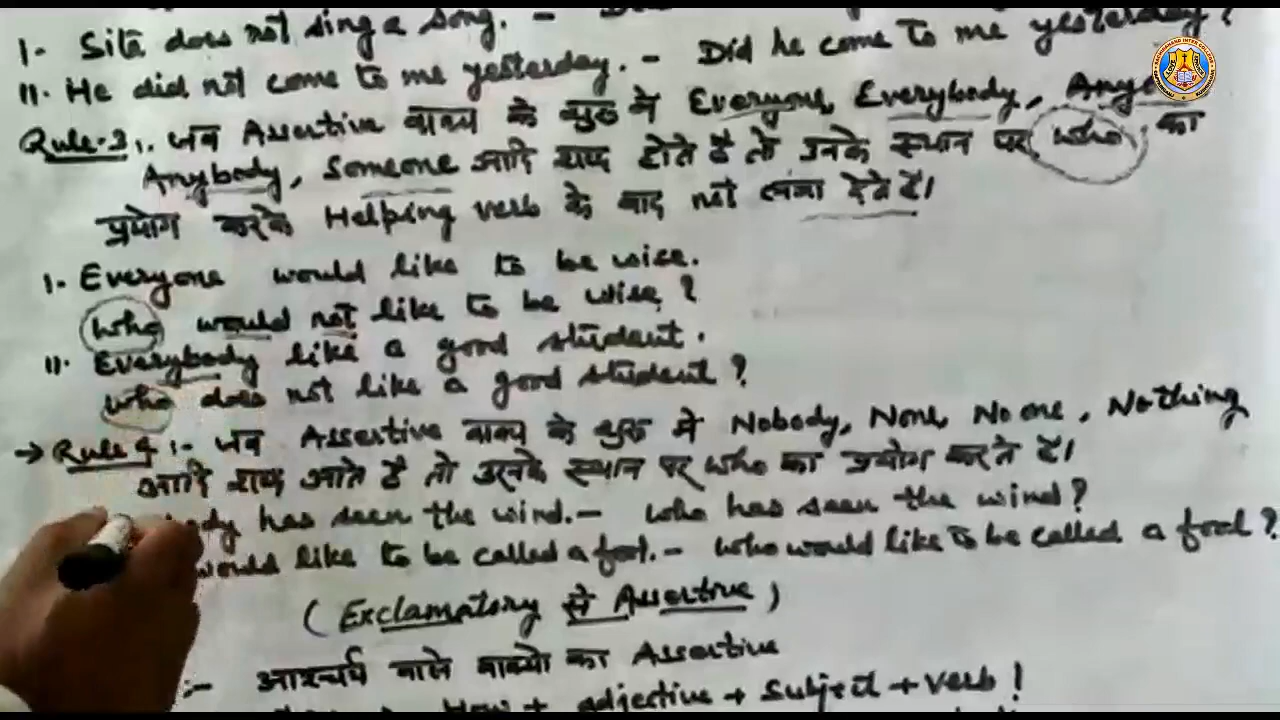 I. Sita does not sing a song. -
II. He did not come to me yesterday. - Did he come to me yesterday?
Rule-3:- जब Assertive वाक्य के शुरू में Everyone, Everybody,
Anybody, Someone आदि शब्द होते है तो उनके स्थान पर who, का
प्रयोग करके Helping verb के बाद not लगा देते हैं।
I. Everyone would like to be wise.
who would not like to be wise?
II. Everybody like a good student.
who does not like a good student?
→ Rule 4:- जब Assertive वाक्य के शुरू में Nobody, None, No one, Nothing
आदि शब्द आते है तो उनके स्थान पर who का प्रयोग करते हैं।
has seen the wind. - who has seen the wind?
would like to be called a fool. - who would like to be called a fool?
(Exclamatory से Assertive)
:- आश्चर्य वाले वाक्यो का Assertive
How + adjective + Subject + verb!